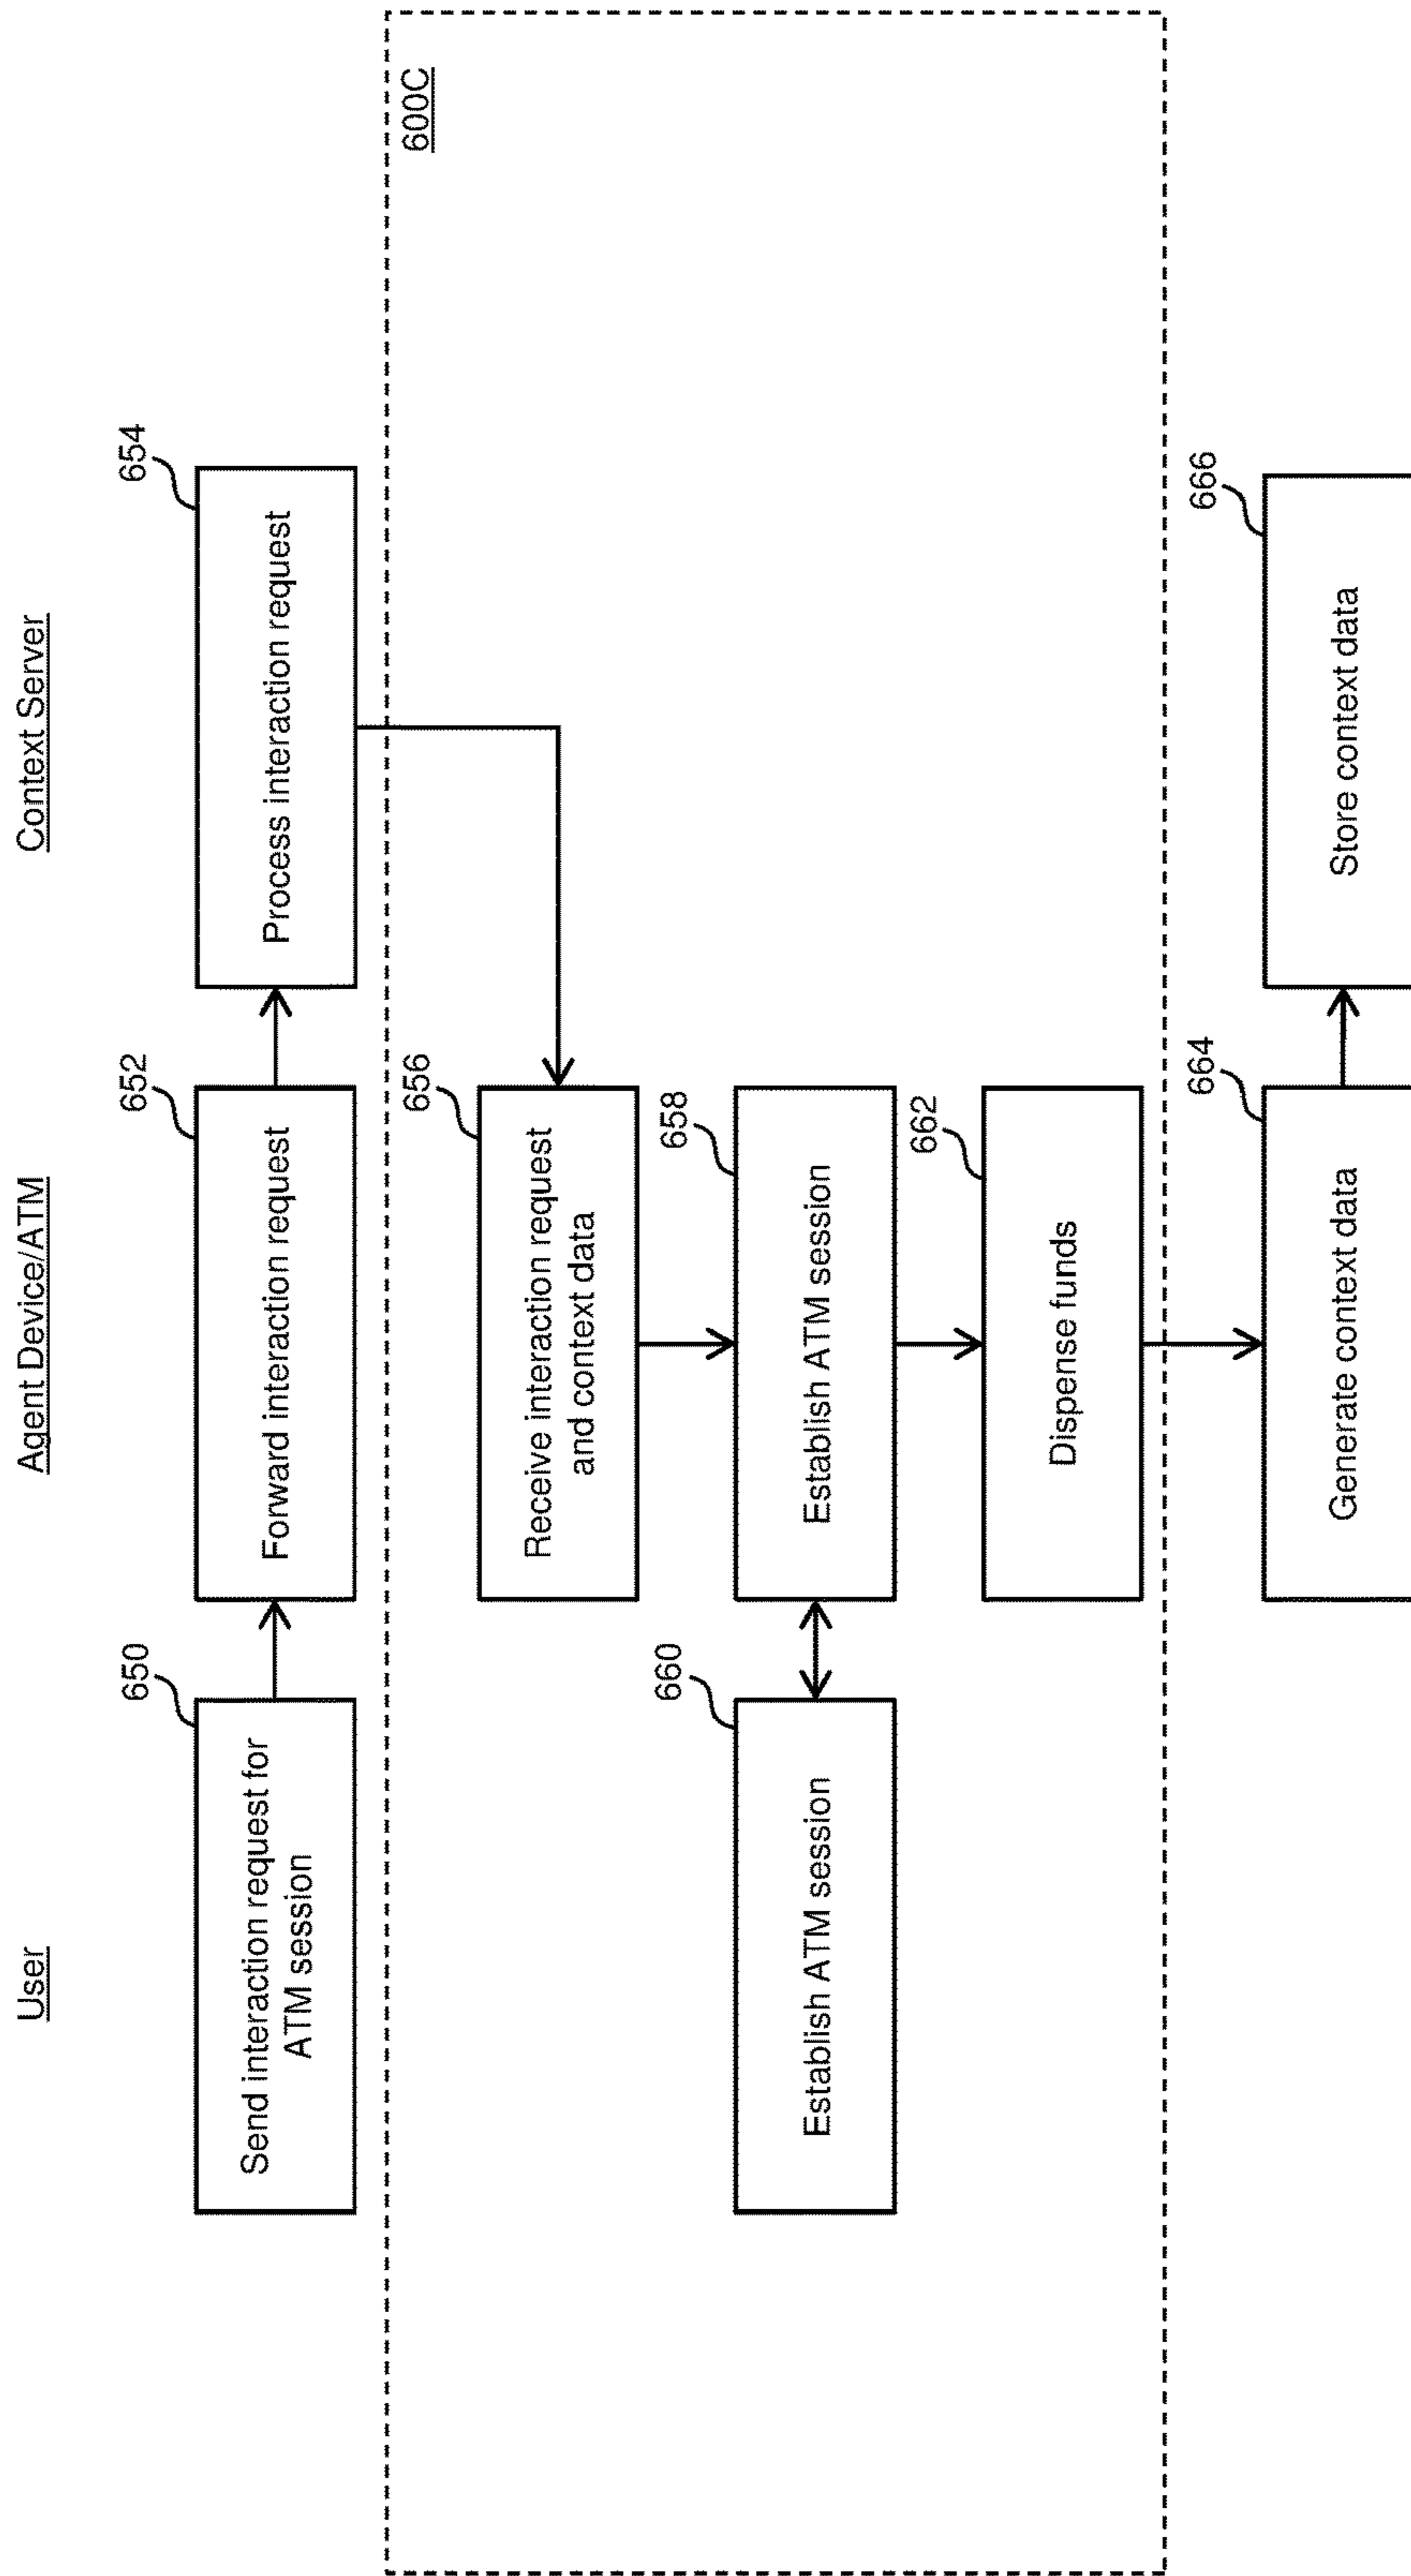 User
Agent Device/ATM
Context Server
650
Send interaction request for
ATM session
652
Forward interaction request
654
Process interaction request
600C
656
Receive interaction request
and context data
660
Establish ATM session
658
Establish ATM session
662
Dispense funds
664
Generate context data
666
Store context data